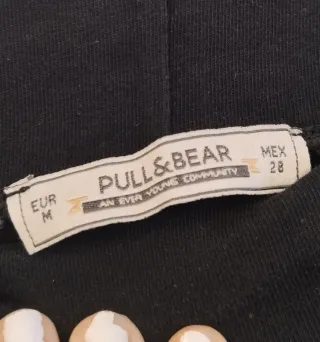 EUR
M
PULL&BEAR
AN EVER YOUNG COMMUNITY
MEX
28